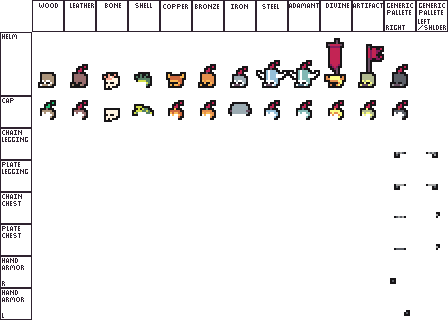 WOOD LEATHER BONE SHELL COPPER BRONZE IRON STEEL ADAMANT DIVINE ARTIFACT GENERIC PALLETE RIGHT GENERIC PALLETE LEFT /SHLDER
HELM
CAP
CHAIN
LEGGING
PLATE
LEGGING
CHAIN
CHEST
PLATE
CHEST
HAND
ARMOR
R
HAND
ARMOR
L